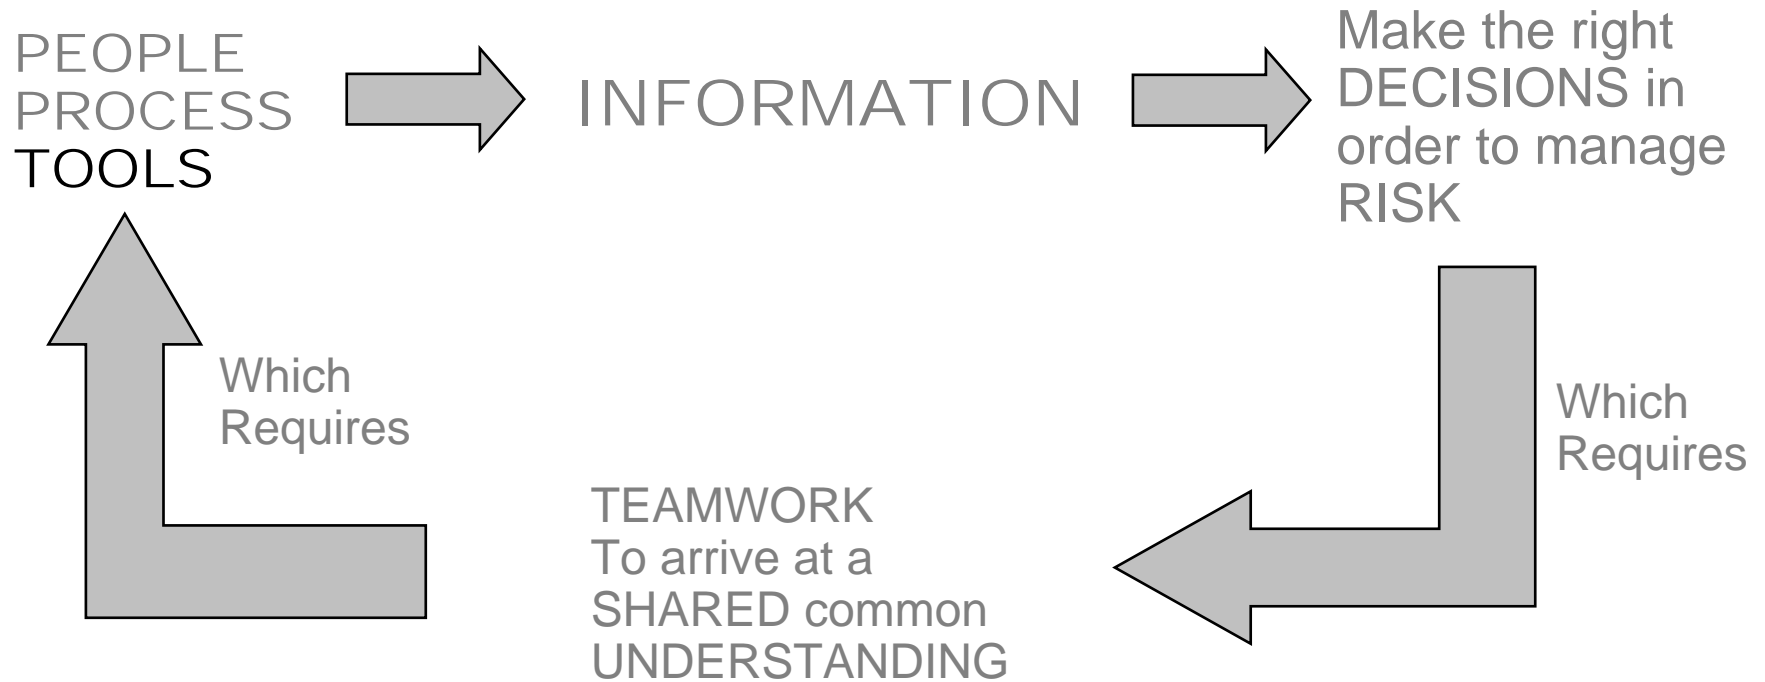 PEOPLE
PROCESS
TOOLS
INFORMATION
Make the right
DECISIONS in
order to manage
RISK
Which
Requires
TEAMWORK
To arrive at a
SHARED common
UNDERSTANDING
Which
Requires